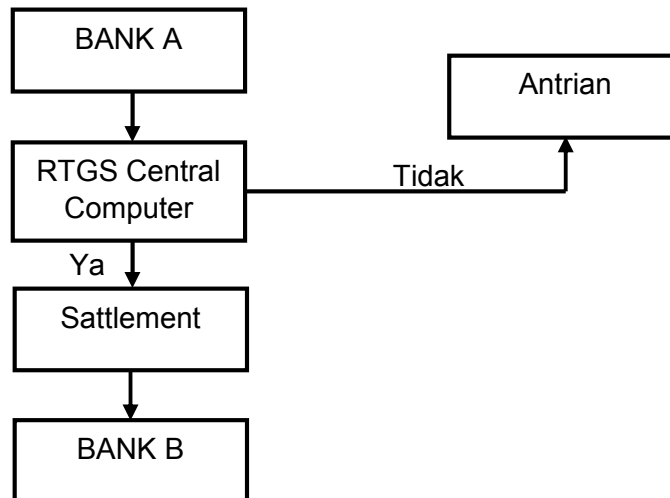 BANK A
Antrian
RTGS Central
Computer
Tidak
Ya
Sattlement
BANK B